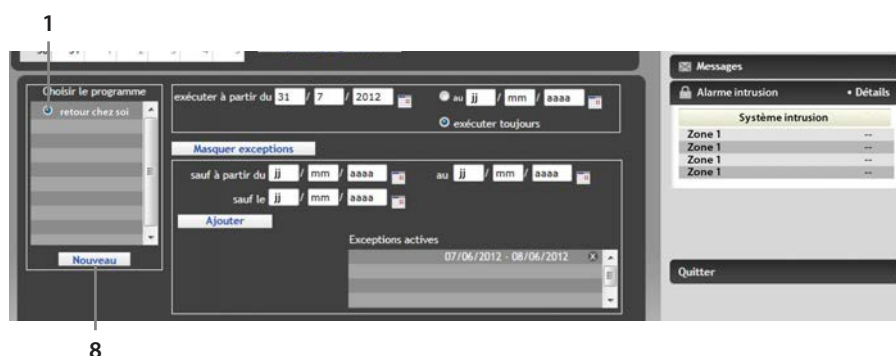 1
Messages
Choisir le programme
exécuter à partir du 31 / 7 / 2012
au jj / mm / aaaa
Alarme intrusion • Détails
retour chez soi
exécuter toujours
Système intrusion
Zone 1 --
Zone 1 --
Zone 1 --
Zone 1 --
Masquer exceptions
sauf à partir du jj / mm / aaaa au jj / mm / aaaa
sauf le jj / mm / aaaa
Ajouter
Exceptions actives
Nouveau
07/06/2012 - 08/06/2012
Quitter
8